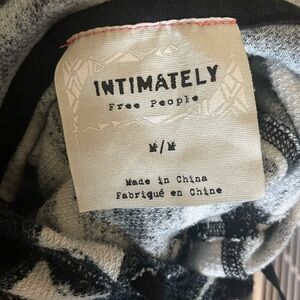 INTIMATELY
Free People
M/M
Made in China
Fabriqué en Chine